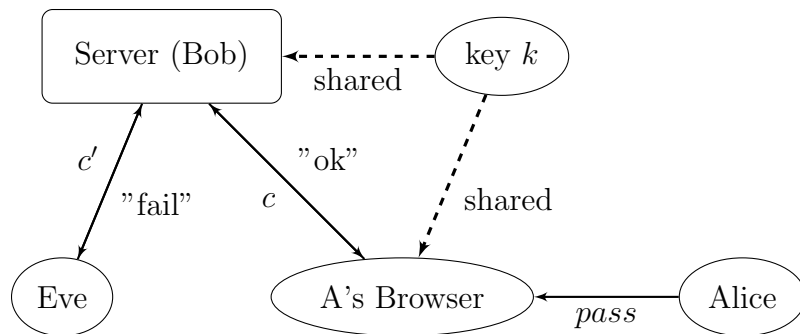 Server (Bob)
key k
shared
c′
"ok"
"fail"
c
shared
Eve
A's Browser
pass
Alice